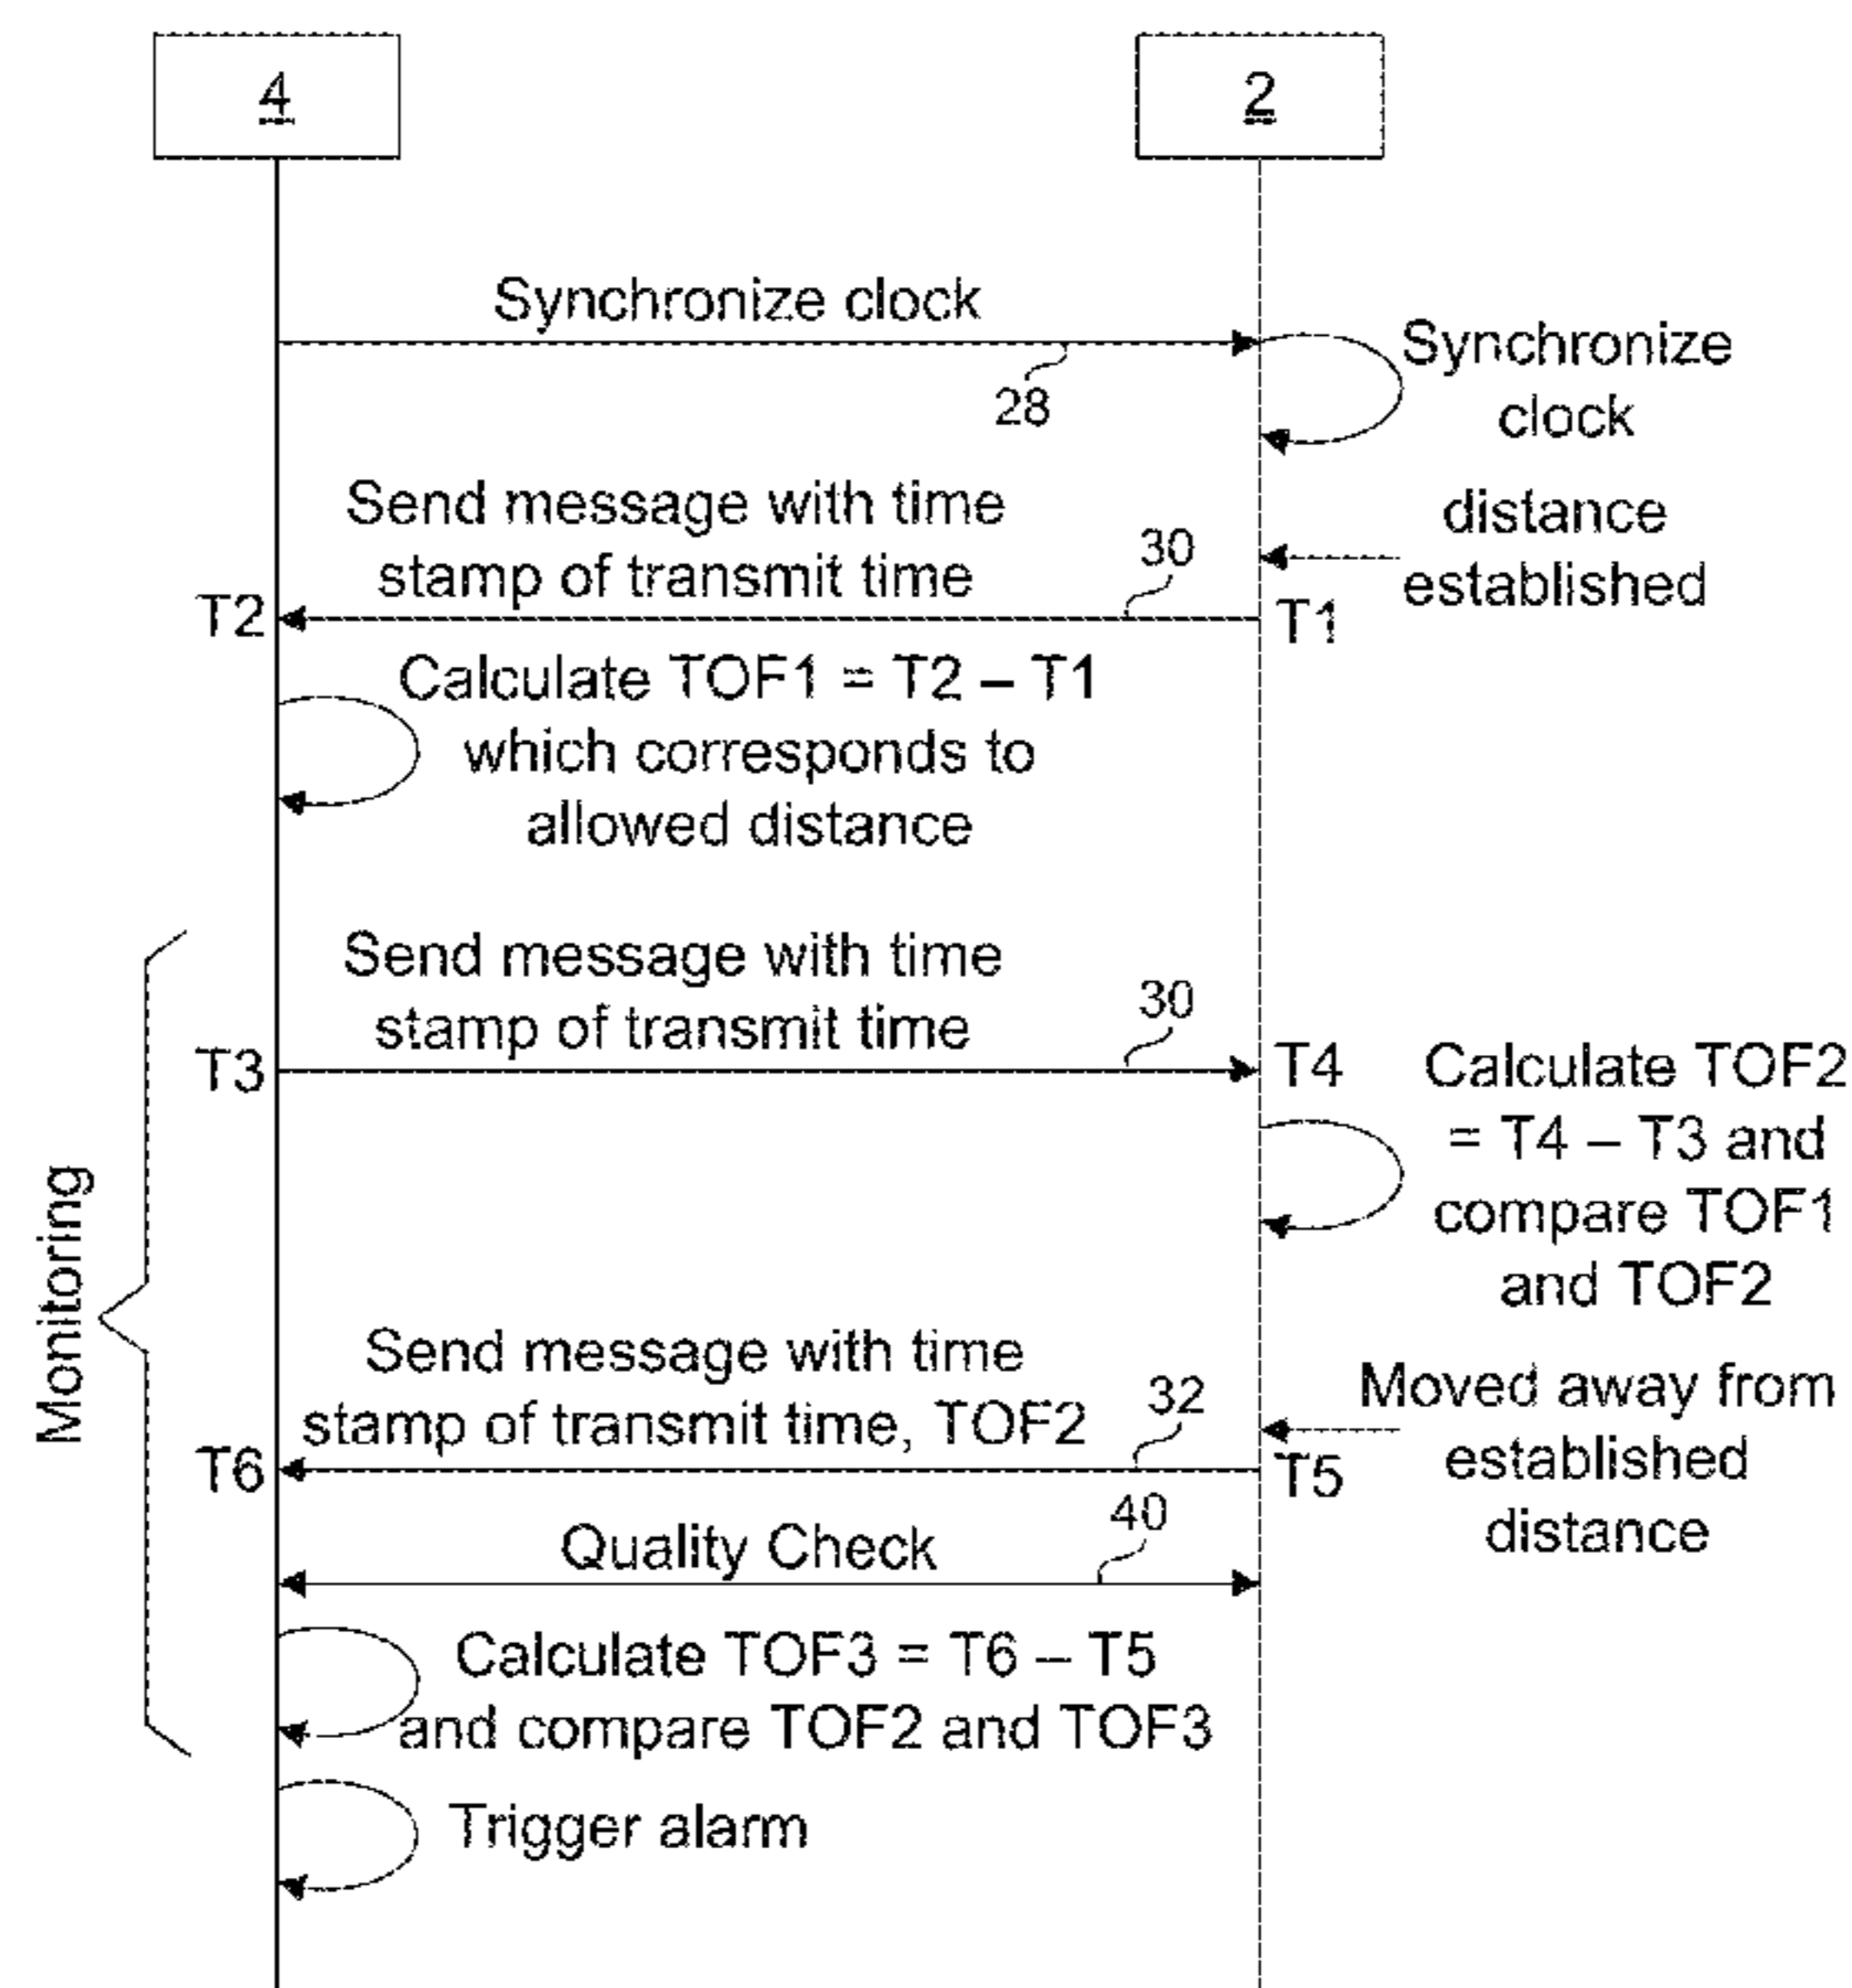 4
2
Synchronize clock
28
Synchronize
clock
distance
established
Send message with time
stamp of transmit time
30
T2
T1
Calculate TOF1 = T2 – T1
which corresponds to
allowed distance
Monitoring
Send message with time
stamp of transmit time
30
T3
T4
Calculate TOF2
= T4 – T3 and
compare TOF1
and TOF2
Send message with time
stamp of transmit time, TOF2
32
Moved away from
established
distance
T6
T5
Quality Check
40
Calculate TOF3 = T6 – T5
and compare TOF2 and TOF3
Trigger alarm